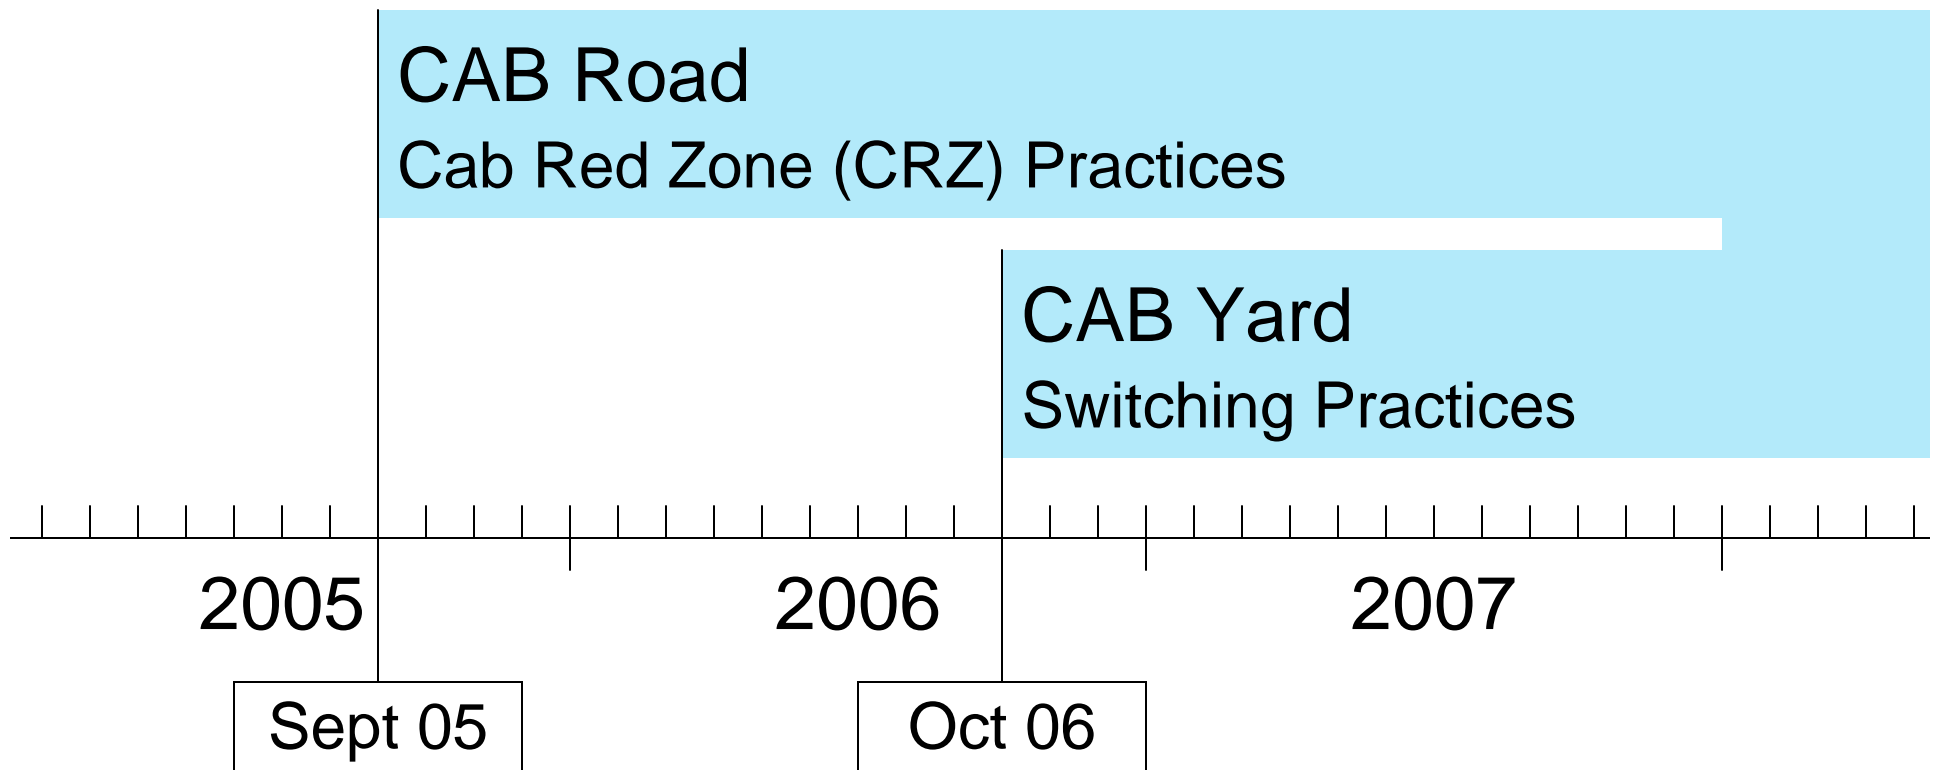 CAB Road
Cab Red Zone (CRZ) Practices
CAB Yard
Switching Practices
2005
2006
2007
Sept 05
Oct 06